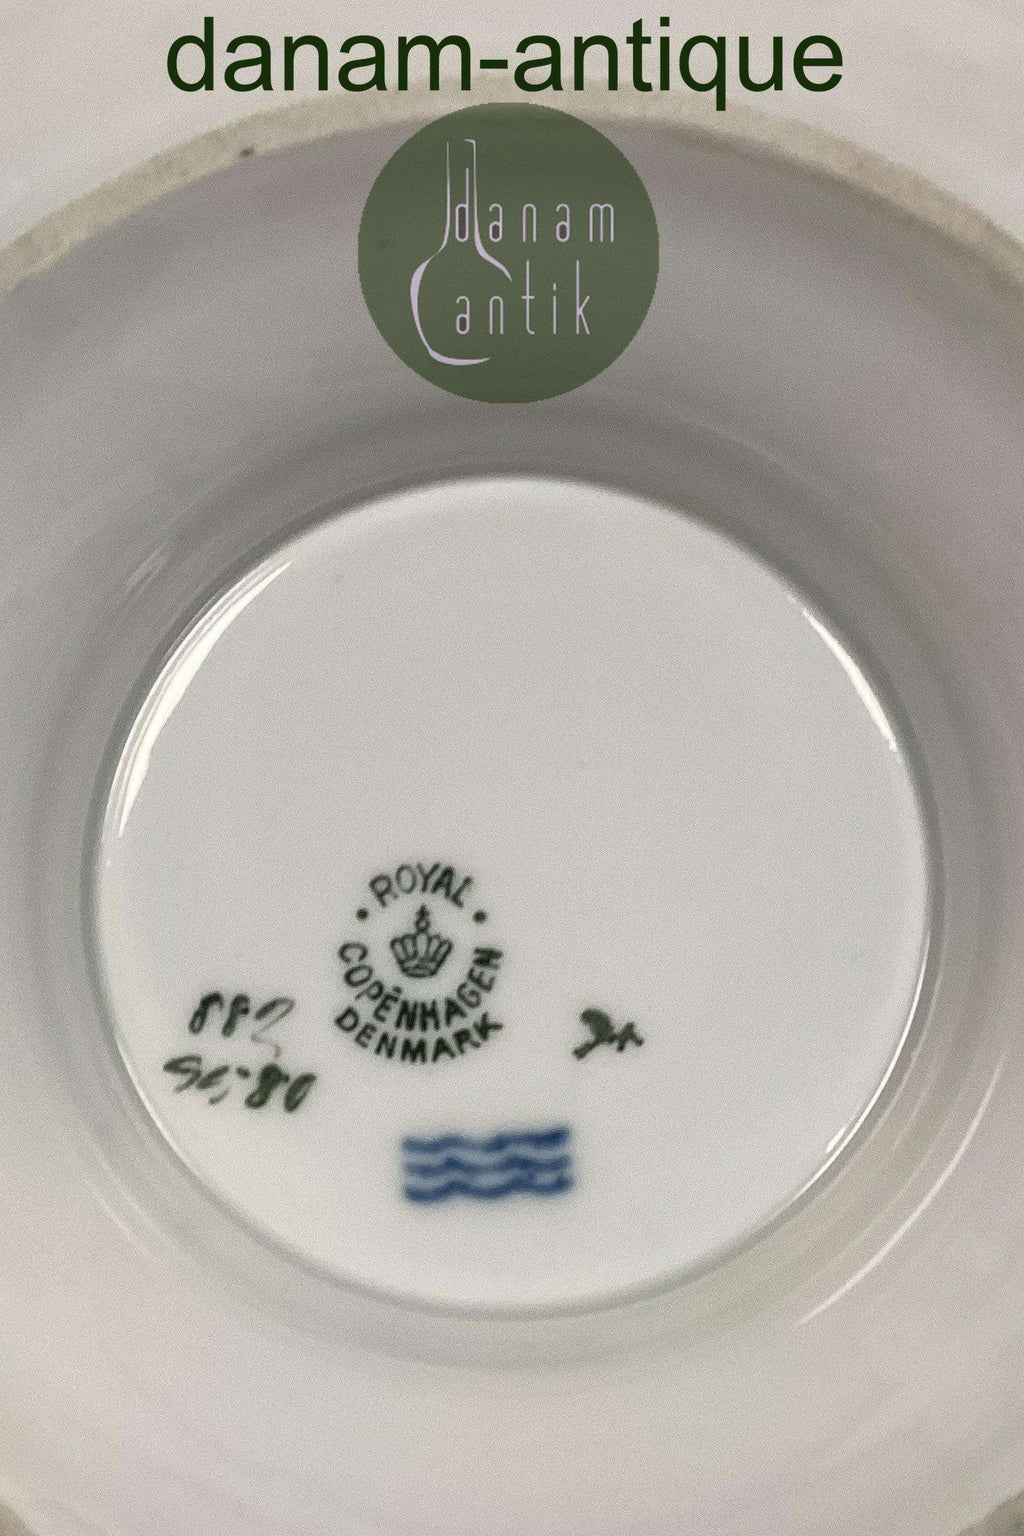 danam-antique
danam
antik
ROYAL
COPENHAGEN
DENMARK